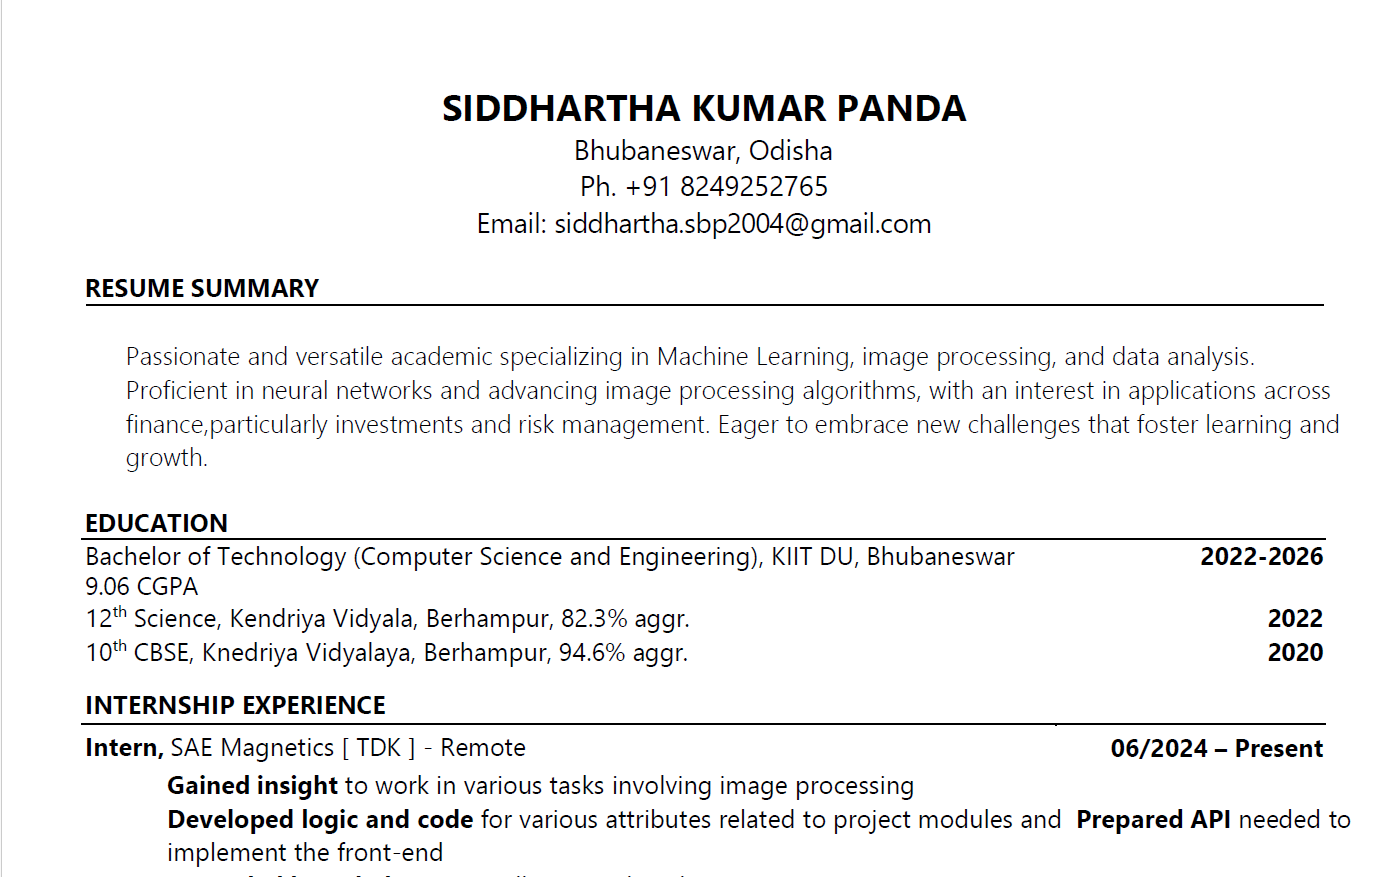 SIDDHARTHA KUMAR PANDA
Bhubaneswar, Odisha
Ph. +91 8249252765
Email: siddhartha.sbp2004@gmail.com
RESUME SUMMARY
Passionate and versatile academic specializing in Machine Learning, image processing, and data analysis.
Proficient in neural networks and advancing image processing algorithms, with an interest in applications across
finance,particularly investments and risk management. Eager to embrace new challenges that foster learning and
growth.
EDUCATION
Bachelor of Technology (Computer Science and Engineering), KIIT DU, Bhubaneswar 2022-2026
9.06 CGPA
12th Science, Kendriya Vidyala, Berhampur, 82.3% aggr. 2022
10th CBSE, Knedriya Vidyalaya, Berhampur, 94.6% aggr. 2020
INTERNSHIP EXPERIENCE
Intern, SAE Magnetics [ TDK ] - Remote 06/2024 – Present
Gained insight to work in various tasks involving image processing
Developed logic and code for various attributes related to project modules and Prepared API needed to
implement the front-end